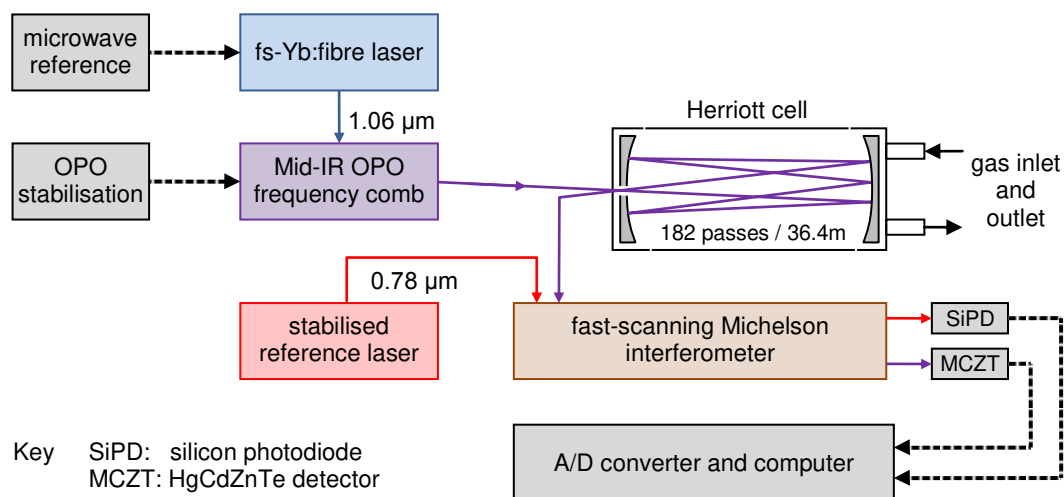 microwave
reference
fs-Yb:fibre laser
1.06 µm
Herriott cell
OPO
stabilisation
Mid-IR OPO
frequency comb
gas inlet
and
outlet
182 passes / 36.4m
0.78 µm
stabilised
reference laser
fast-scanning Michelson
interferometer
SiPD
MCZT
Key SiPD: silicon photodiode
MCZT: HgCdZnTe detector
A/D converter and computer